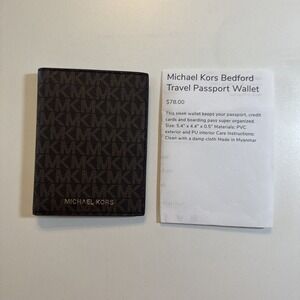 MICHAEL KORS
Michael Kors Bedford
Travel Passport Wallet
$78.00
This sleek wallet keeps your passport, credit
cards and boarding pass super organized.
Size: 5.4" x 4.4" x 0.5" Materials: PVC
exterior and PU interior Care Instructions:
Clean with a damp cloth Made in Myanmar